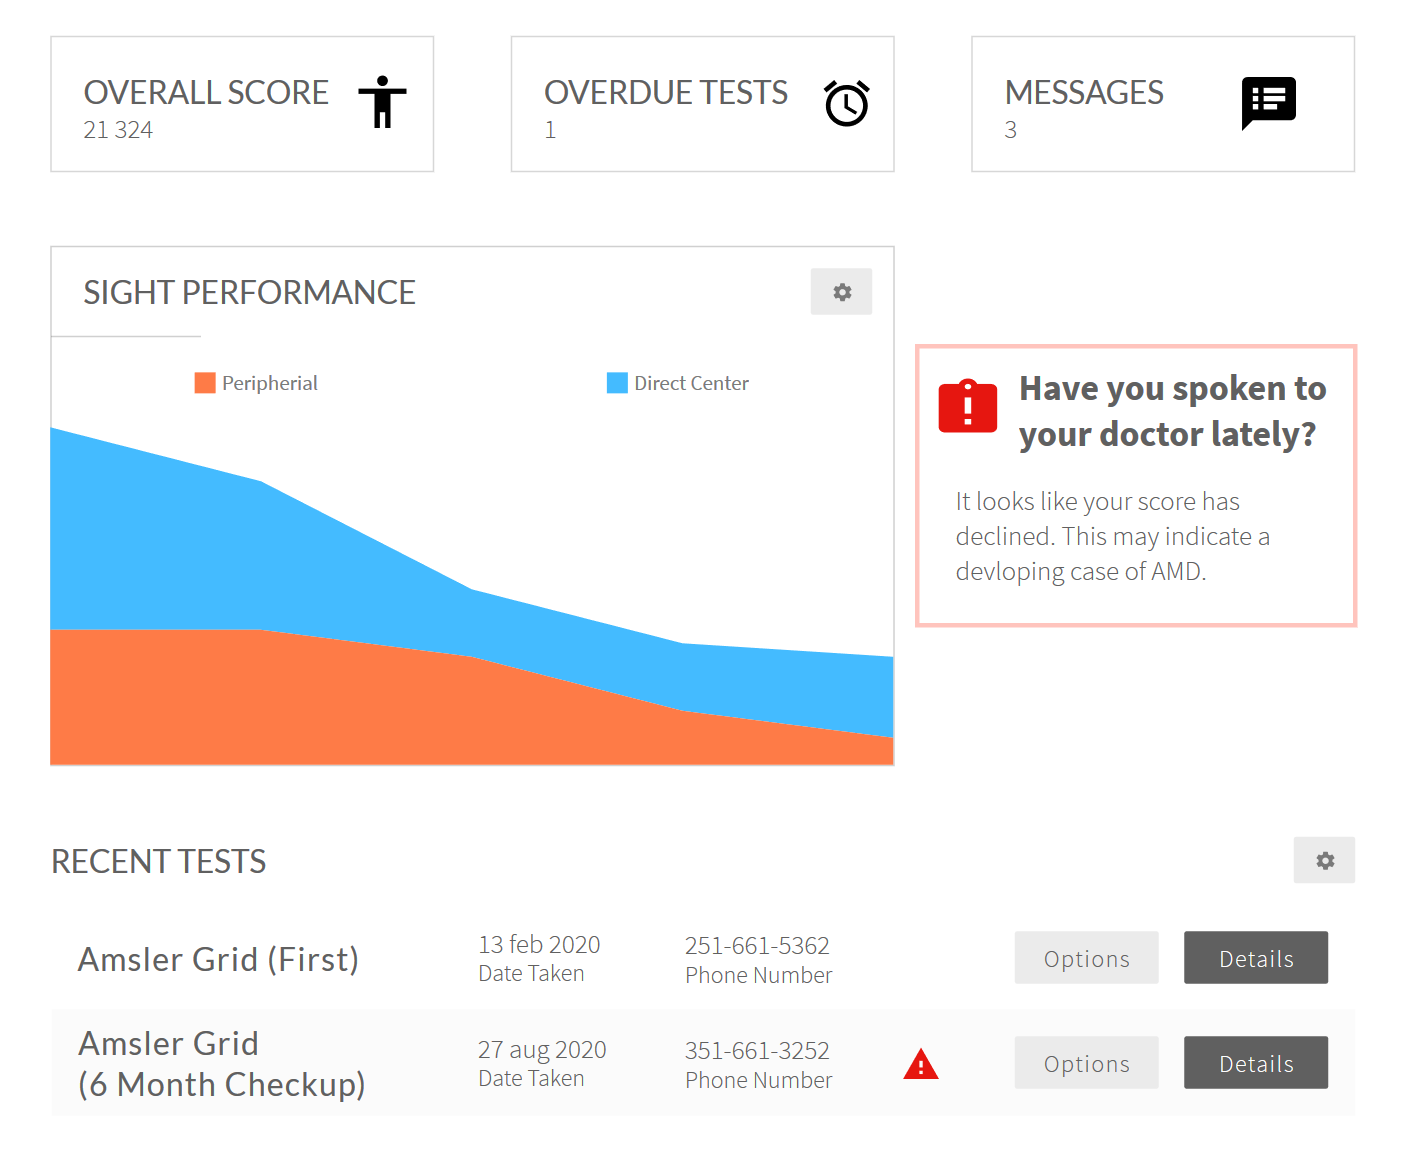 OVERALL SCORE
21 324
OVERDUE TESTS
1
MESSAGES
3
SIGHT PERFORMANCE
Peripherial
Direct Center
Have you spoken to
your doctor lately?
It looks like your score has
declined. This may indicate a
devloping case of AMD.
RECENT TESTS
Amsler Grid (First)
13 feb 2020
Date Taken
251-661-5362
Phone Number
Options
Details
Amsler Grid
(6 Month Checkup)
27 aug 2020
Date Taken
351-661-3252
Phone Number
Options
Details